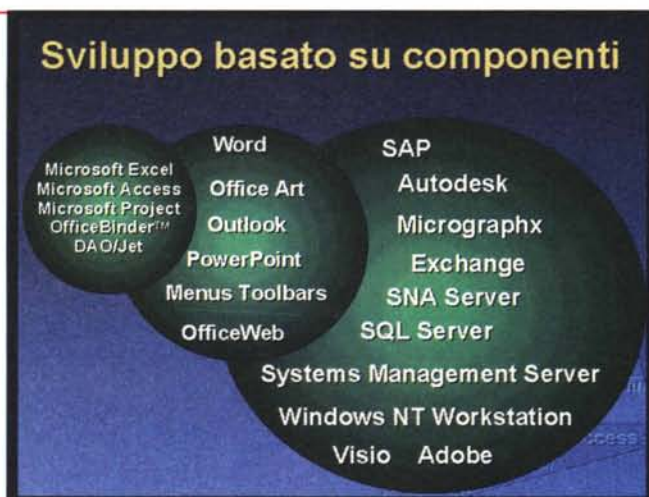 Sviluppo basato su componenti
Microsoft Excel
Microsoft Access
Microsoft Project
OfficeBinder™
DAO/Jet
Word
Office Art
Outlook
PowerPoint
Menus Toolbars
OfficeWeb
SAP
Autodesk
Micrographx
Exchange
SNA Server
SQL Server
Systems Management Server
Windows NT Workstation
Visio Adobe